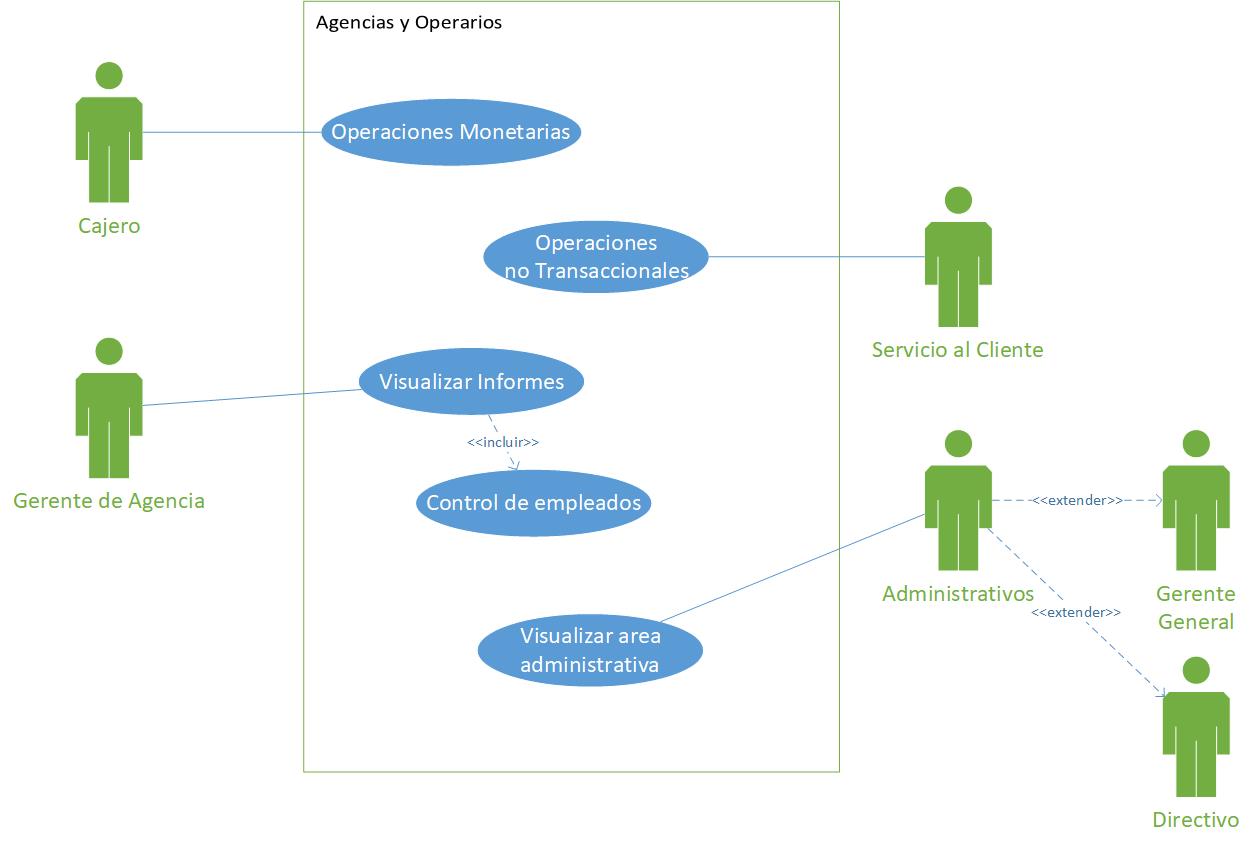 Agencias y Operarios
Operaciones Monetarias
Cajero
Operaciones
no Transaccionales
Servicio al Cliente
Visualizar Informes
<<incluir>>
Gerente de Agencia
Control de empleados
<<extender>>
Administrativos
Gerente
General
<<extender>>
Visualizar area
administrativa
Directivo